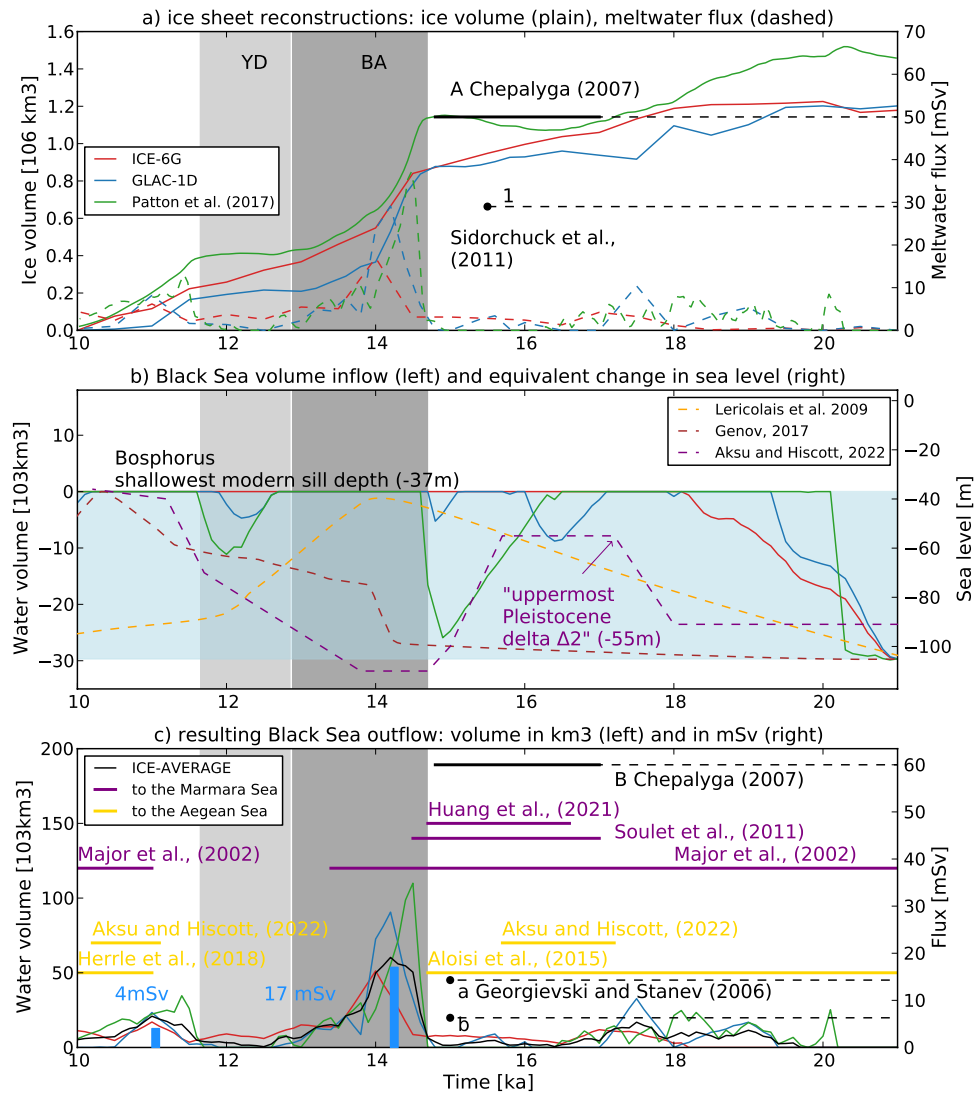 a) ice sheet reconstructions: ice volume (plain), meltwater flux (dashed)
Ice volume [106 km3]
1.6
1.4
1.2
1.0
0.8
0.6
0.4
0.2
0.0
YD
BA
A Chepalyga (2007)
ICE-6G
GLAC-1D
Patton et al. (2017)
1
Sidorchuck et al.,
(2011)
70
60
50
40
30
20
10
0
Meltwater flux [mSv]
10 12 14 16 18 20
b) Black Sea volume inflow (left) and equivalent change in sea level (right)
Water volume [103km3]
10
0
−10
−20
−30
Lericolais et al. 2009
Genov, 2017
Aksu and Hiscott, 2022
Bosphorus
shallowest modern sill depth (-37m)
"uppermost
Pleistocene
delta Δ2" (-55m)
0
−20
−40
−60
−80
−100
Sea level [m]
10 12 14 16 18 20
c) resulting Black Sea outflow: volume in km3 (left) and in mSv (right)
Water volume [103km3]
200
150
100
50
0
ICE-AVERAGE
to the Marmara Sea
to the Aegean Sea
B Chepalyga (2007)
Huang et al., (2021)
Soulet et al., (2011)
Major et al., (2002)
Major et al., (2002)
Aksu and Hiscott, (2022)
Aksu and Hiscott, (2022)
Herrle et al., (2018)
Aloisi et al., (2015)
4mSv
17 mSv
a Georgievski and Stanev (2006)
b
60
50
40
30
20
10
0
Flux [mSv]
10 12 14 16 18 20
Time [ka]